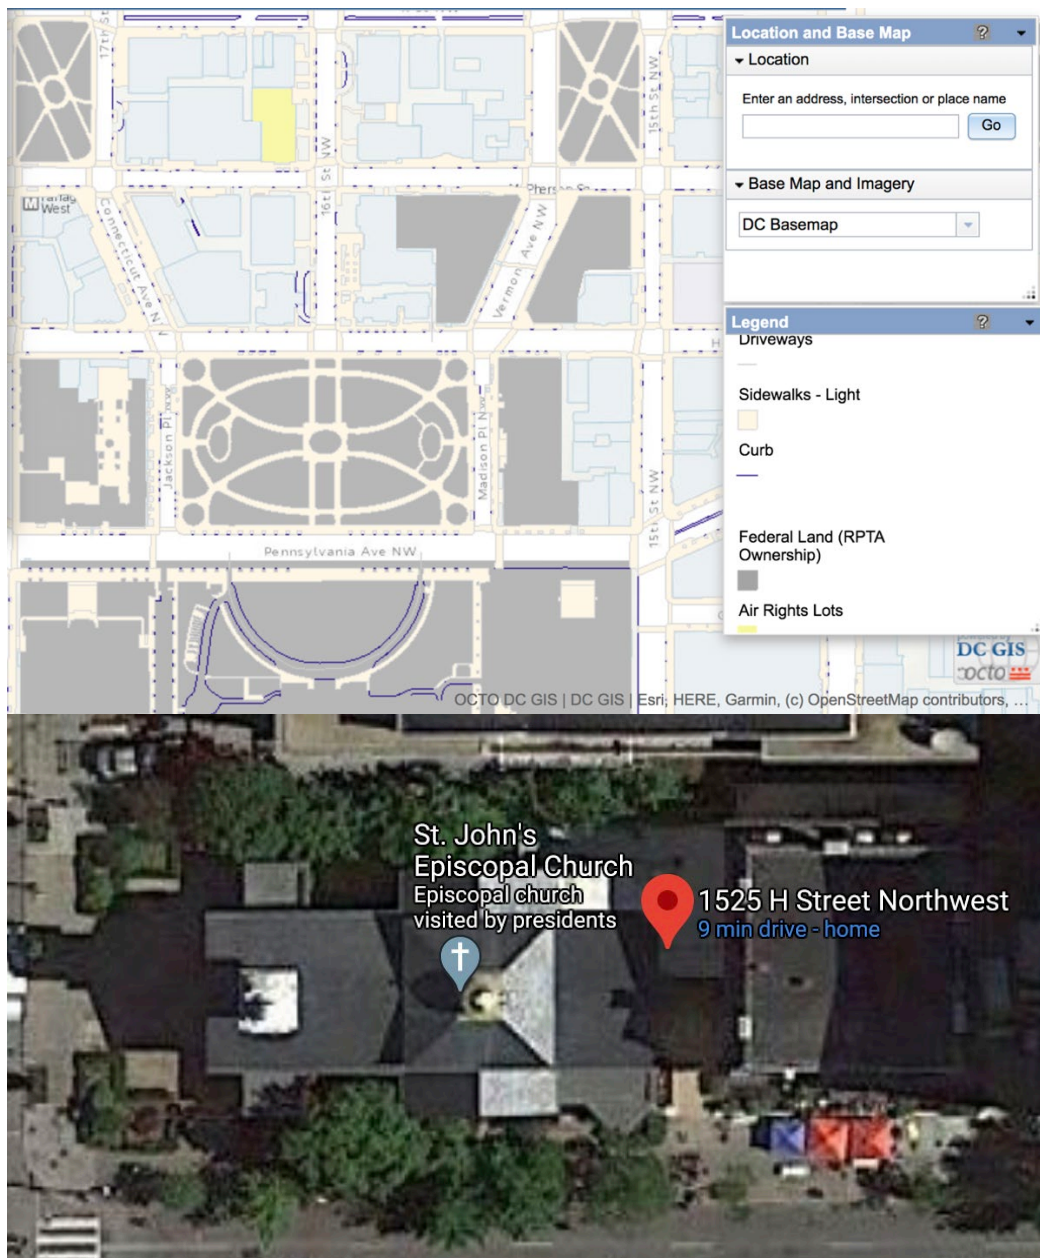 17th St
Location and Base Map
?
Location
Enter an address, intersection or place name
Go
Base Map and Imagery
DC Basemap
Legend
?
Driveways
Sidewalks - Light
Curb
Federal Land (RPTA
Ownership)
Air Rights Lots
15th St NW
16th St NW
M
West
Connecticut Ave N
Vermont Ave NW
H
Jackson Pl NW
Madison Pl NW
15th St NW
Pennsylvania Ave NW
DC GIS
octo
OCTO DC GIS | DC GIS | Esri, HERE, Garmin, (c) OpenStreetMap contributors, ...
St. John's
Episcopal Church
Episcopal church
visited by presidents
1525 H Street Northwest
9 min drive - home